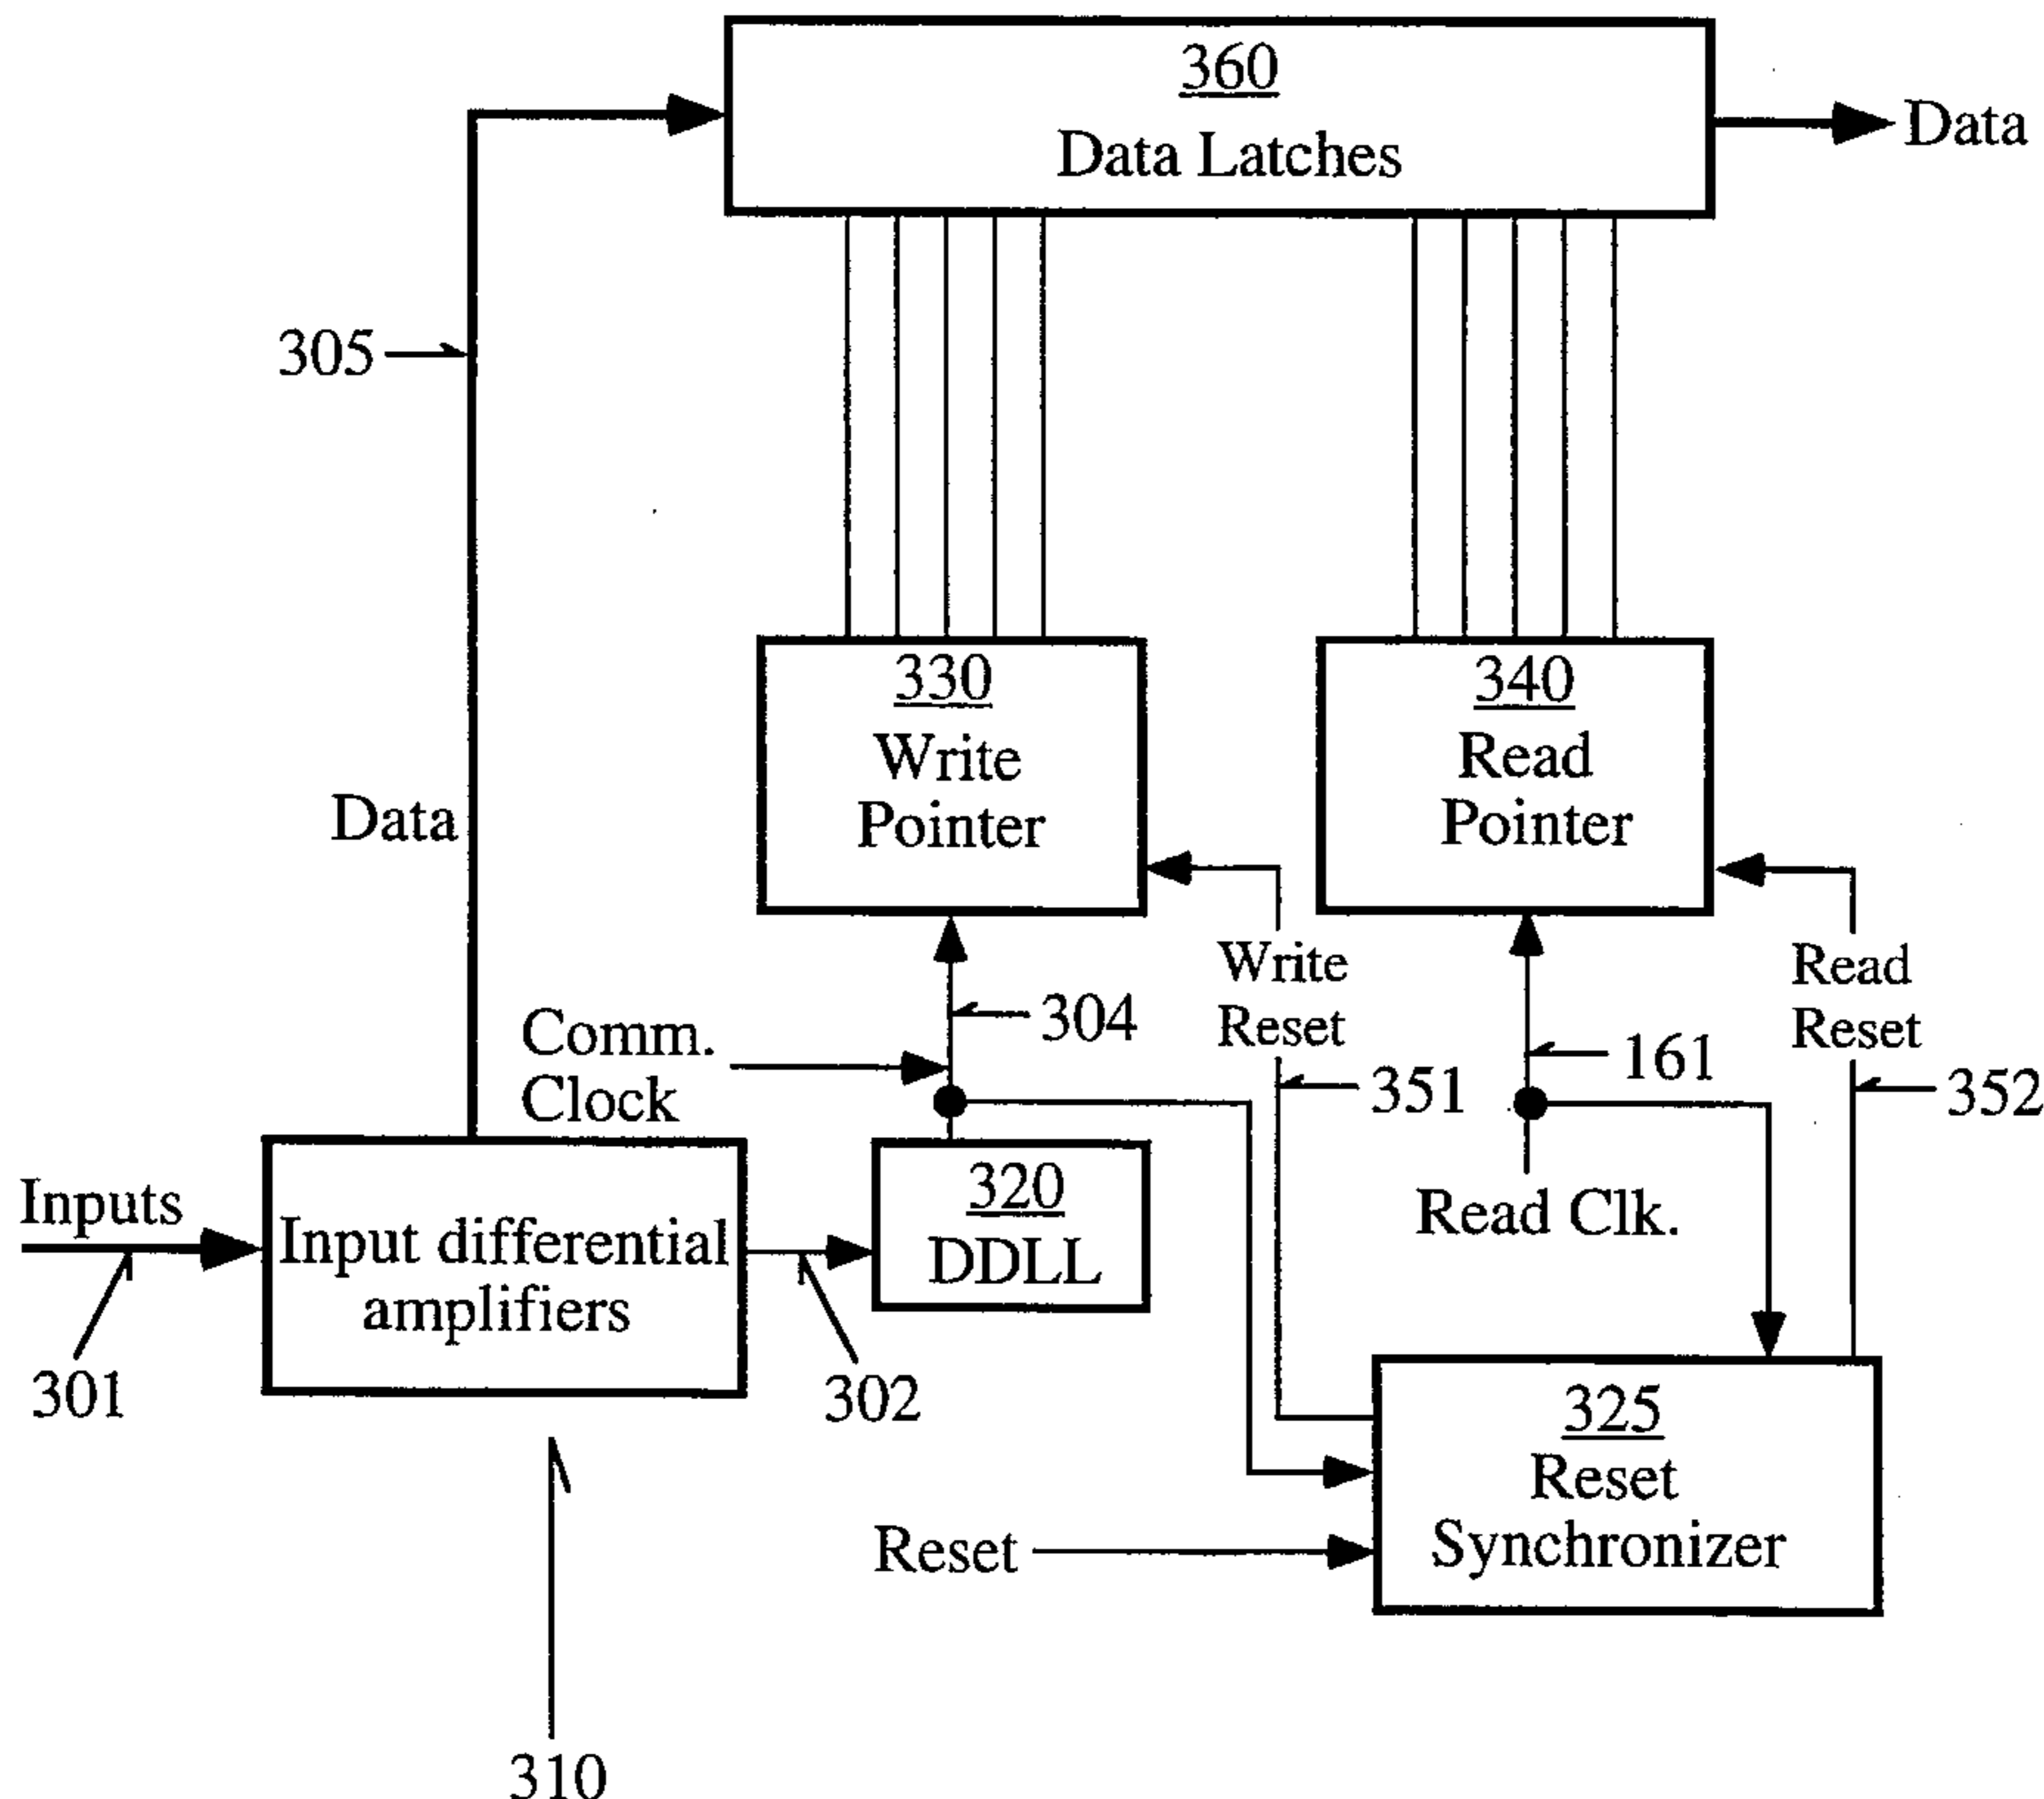 360
Data Latches
Data
305
330
Write
Pointer
340
Read
Pointer
Data
Write
Reset
Read
Reset
304
161
351
352
Comm.
Clock
Inputs
Input differential
amplifiers
320
DDLL
Read Clk.
301
302
325
Reset
Synchronizer
Reset
310